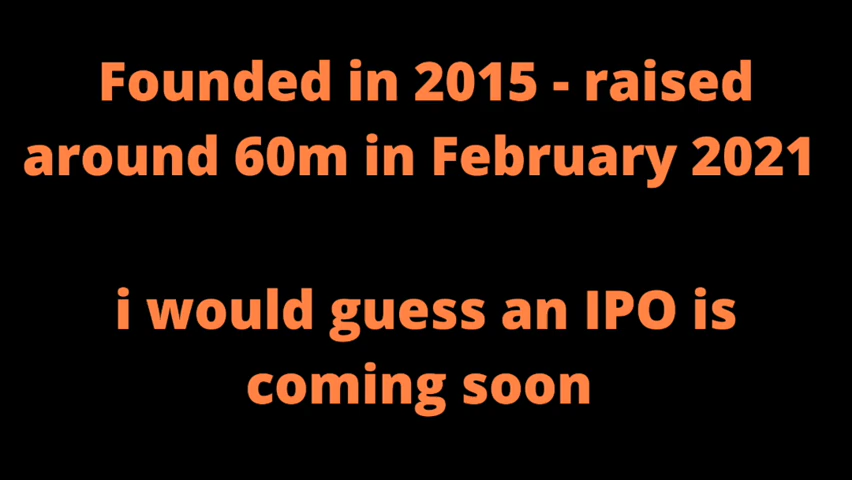 Founded in 2015 - raised
around 60m in February 2021
i would guess an IPO is
coming soon